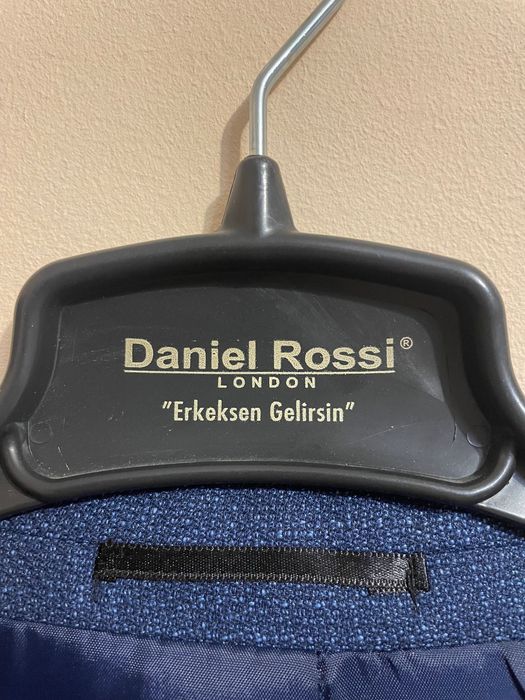 Daniel Rossi®
LONDON
"Erkeksen Gelirsin"